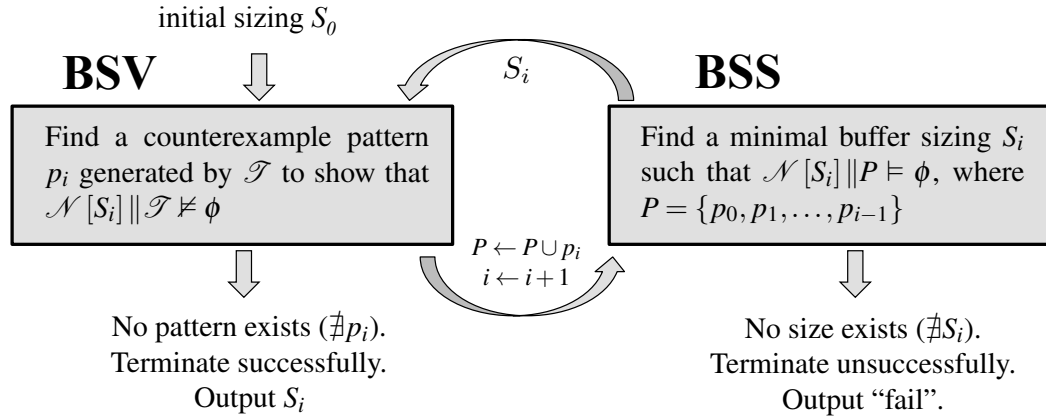 initial sizing S₀
BSV
Find a counterexample pattern
pᵢ generated by 𝒯 to show that
𝒩[Sᵢ] ∥ 𝒯 ⊭ ϕ
No pattern exists (∄pᵢ).
Terminate successfully.
Output Sᵢ
Sᵢ
P ← P ∪ pᵢ
i ← i + 1
BSS
Find a minimal buffer sizing Sᵢ
such that 𝒩[Sᵢ] ∥ P ⊨ ϕ, where
P = {p₀, p₁, …, pᵢ₋₁}
No size exists (∄Sᵢ).
Terminate unsuccessfully.
Output “fail”.